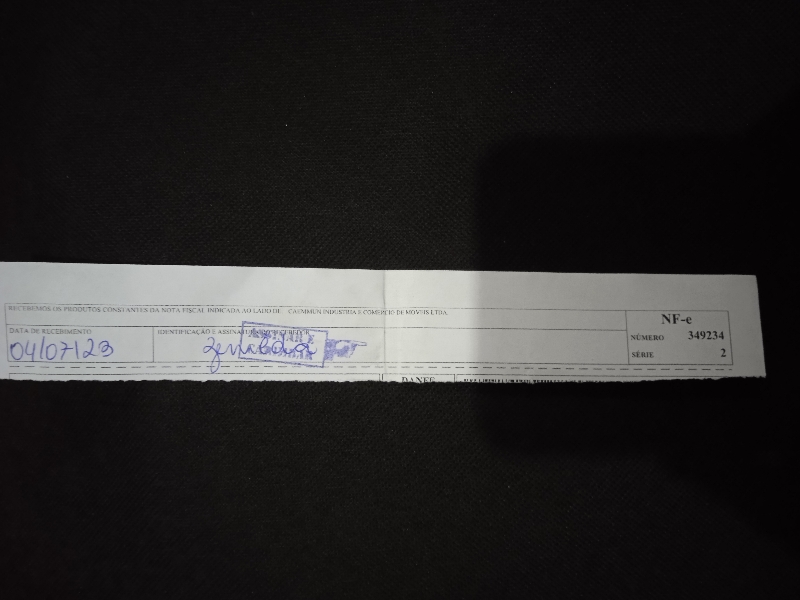 RECEBEMOS OS PRODUTOS CONSTANTES DA NOTA FISCAL INDICADA AO LADO DE: CAEMMUN INDUSTRIA E COMERCIO DE MOVEIS LTDA.
NF-e
NÚMERO 349234
SÉRIE 2
DATA DE RECEBIMENTO
04/07/23
IDENTIFICAÇÃO E ASSINATURA DO RECEBEDOR
DANFE